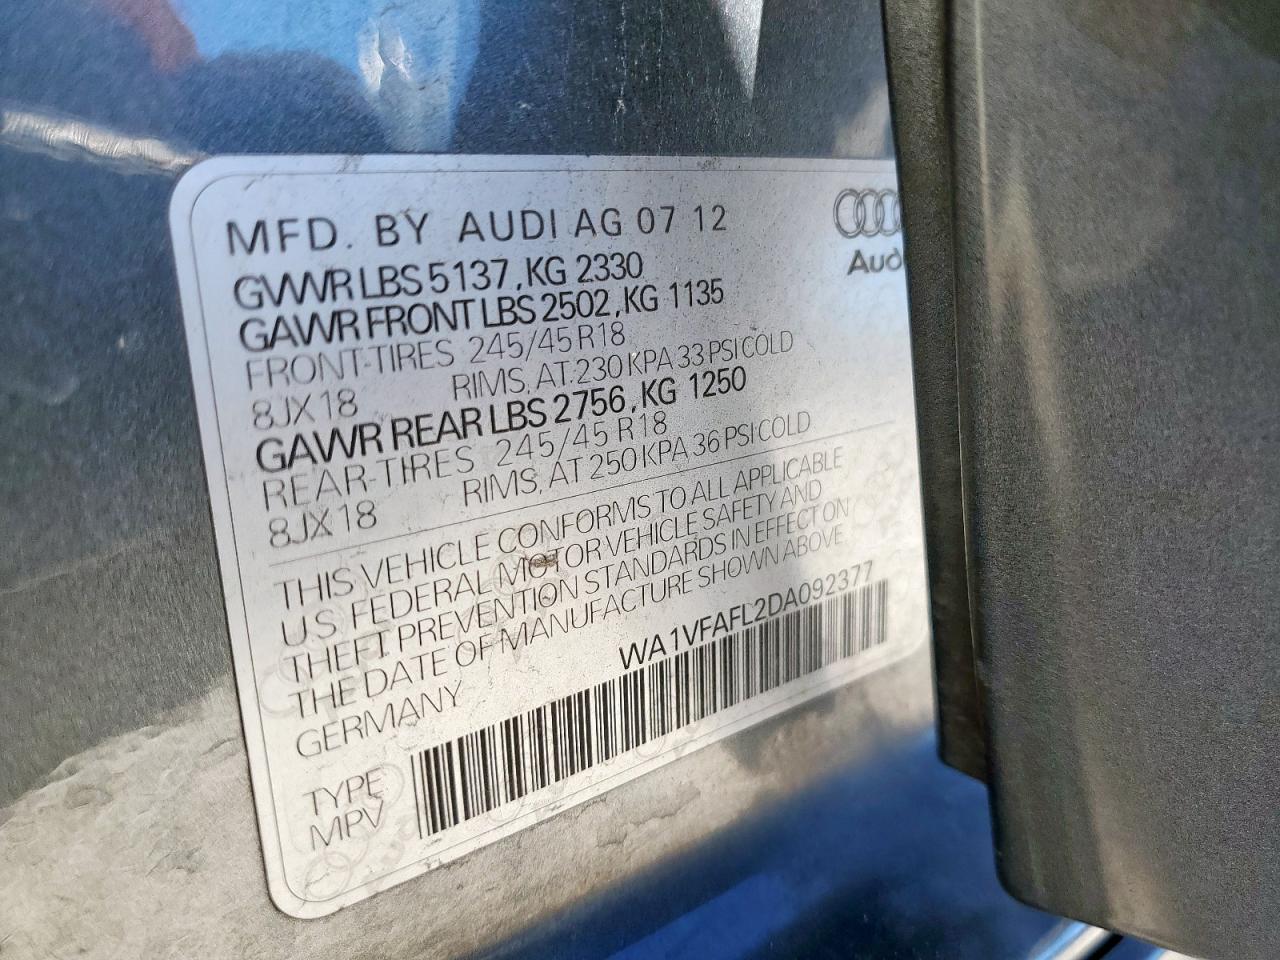 MFD. BY AUDI AG 07 12
GVWR LBS 5137, KG 2330
GAWR FRONT LBS 2502, KG 1135
FRONT-TIRES 245/45 R18
8JX18 RIMS, AT 230 KPA 33 PSI COLD
GAWR REAR LBS 2756, KG 1250
REAR-TIRES 245/45 R18
8JX18 RIMS, AT 250 KPA 36 PSI COLD
THIS VEHICLE CONFORMS TO ALL APPLICABLE
U.S. FEDERAL MOTOR VEHICLE SAFETY AND
THEFT PREVENTION STANDARDS IN EFFECT ON
THE DATE OF MANUFACTURE SHOWN ABOVE
GERMANY
WA1VFAFL2DA092377
TYPE
MPV
Audi